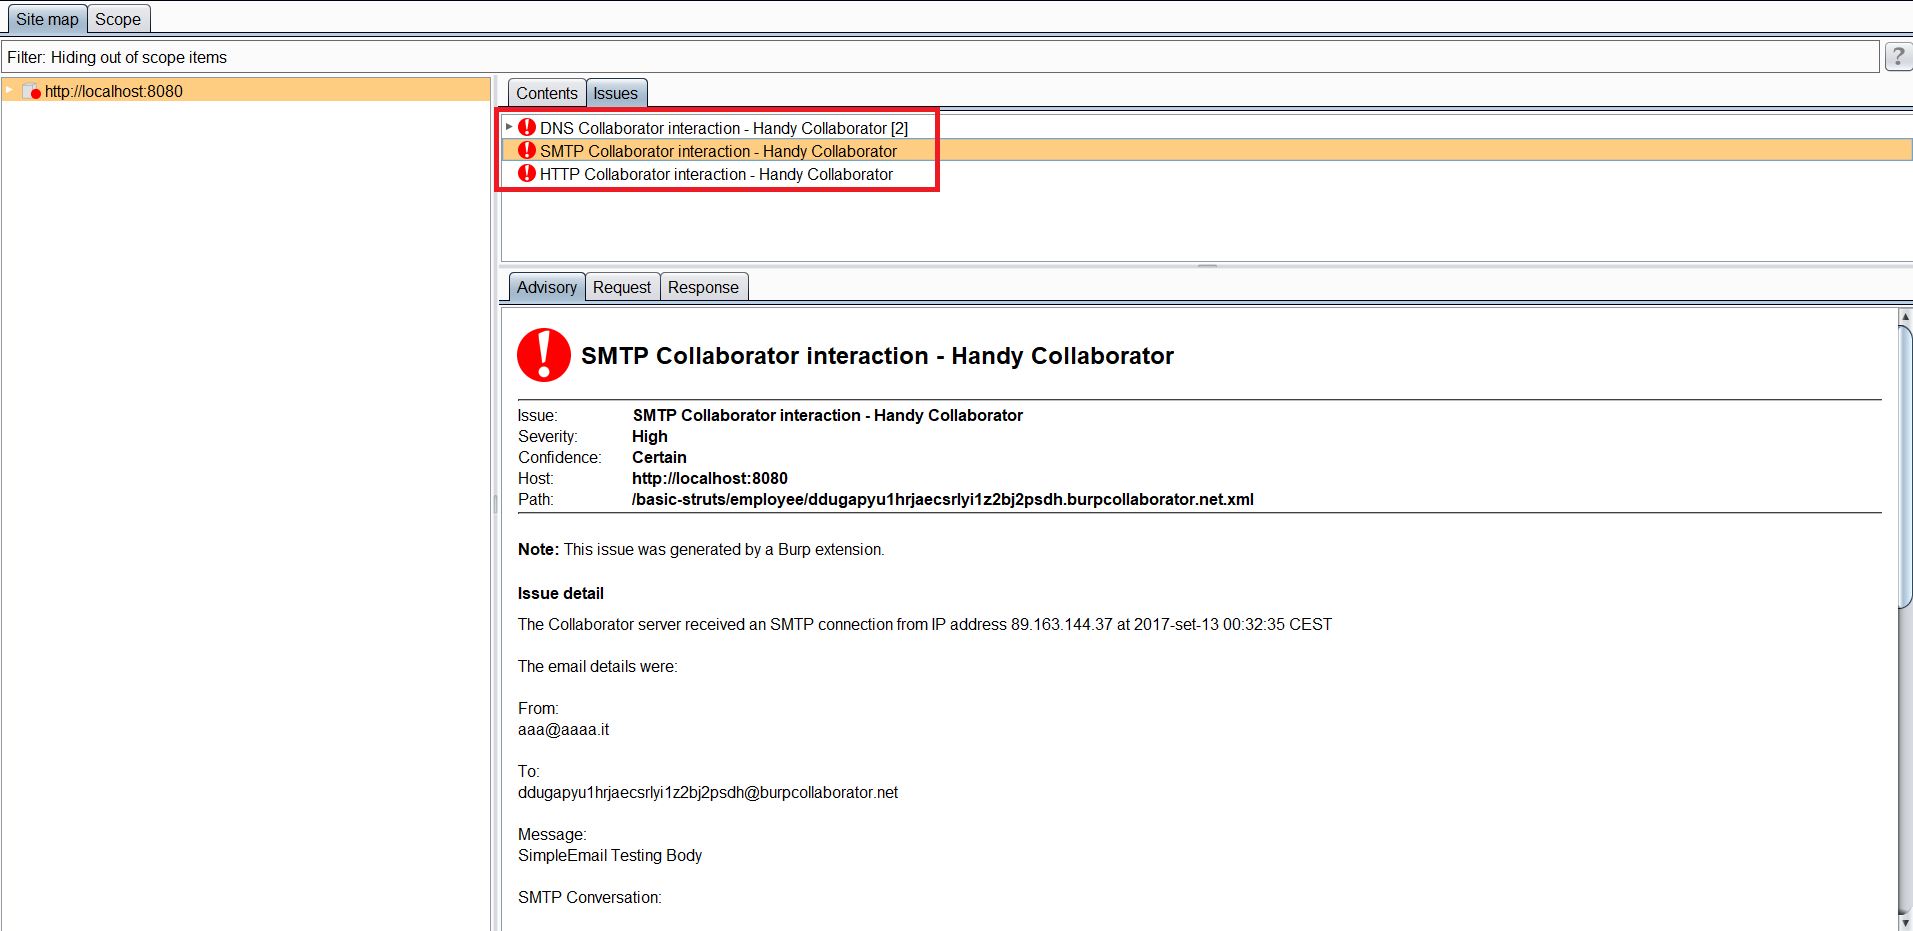 Site map Scope
Filter: Hiding out of scope items ?
http://localhost:8080
Contents Issues
DNS Collaborator interaction - Handy Collaborator [2]
SMTP Collaborator interaction - Handy Collaborator
HTTP Collaborator interaction - Handy Collaborator
Advisory Request Response
SMTP Collaborator interaction - Handy Collaborator
Issue: SMTP Collaborator interaction - Handy Collaborator
Severity: High
Confidence: Certain
Host: http://localhost:8080
Path: /basic-struts/employee/ddugapyu1hrjaecsrlyi1z2bj2psdh.burpcollaborator.net.xml
Note: This issue was generated by a Burp extension.
Issue detail
The Collaborator server received an SMTP connection from IP address 89.163.144.37 at 2017-set-13 00:32:35 CEST
The email details were:
From:
aaa@aaaa.it
To:
ddugapyu1hrjaecsrlyi1z2bj2psdh@burpcollaborator.net
Message:
SimpleEmail Testing Body
SMTP Conversation: